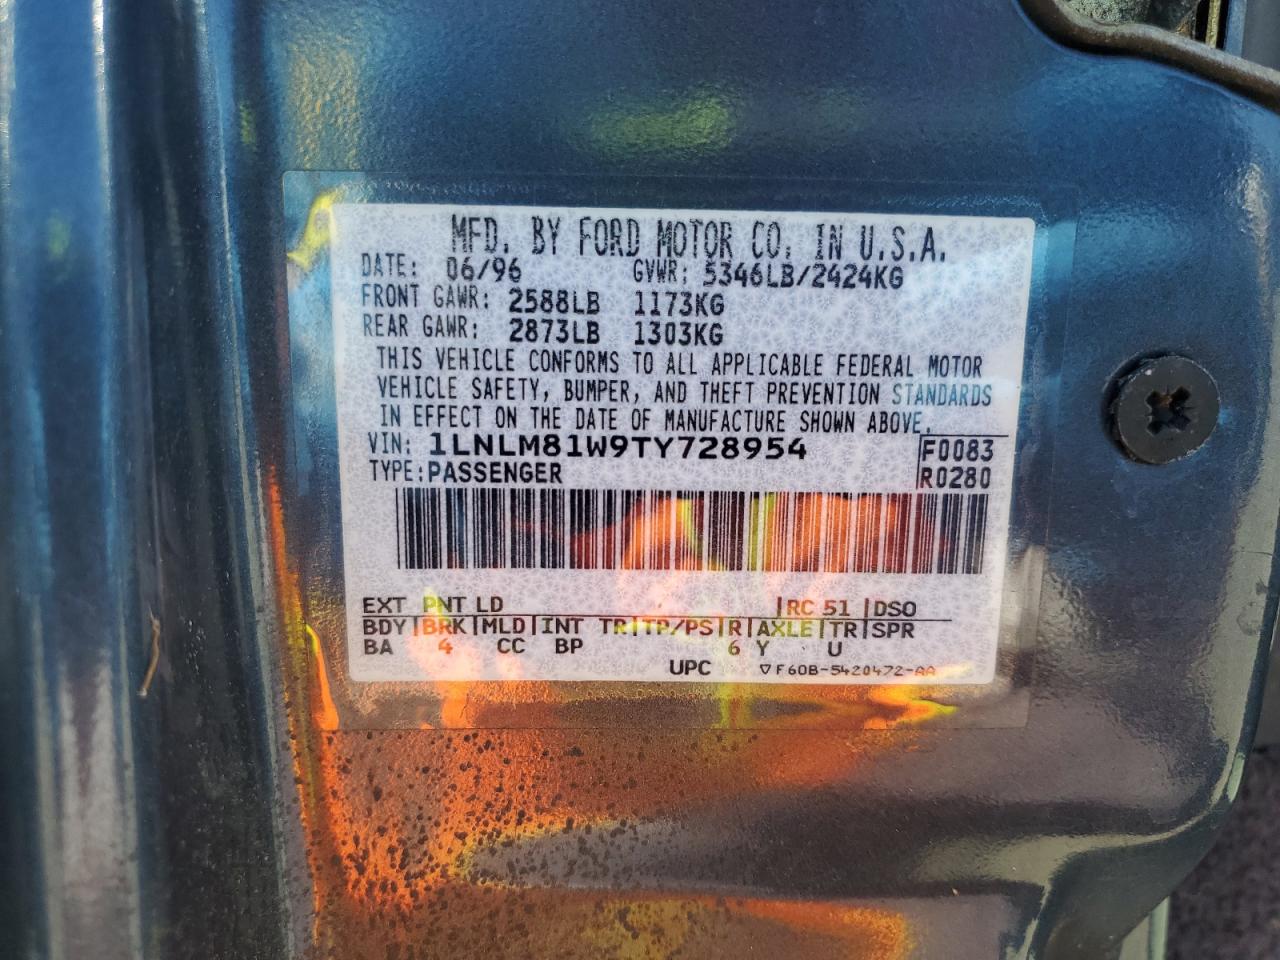 MFD. BY FORD MOTOR CO. IN U.S.A.
DATE: 06/96 GVWR: 5346LB/2424KG
FRONT GAWR: 2588LB 1173KG
REAR GAWR: 2873LB 1303KG
THIS VEHICLE CONFORMS TO ALL APPLICABLE FEDERAL MOTOR
VEHICLE SAFETY, BUMPER, AND THEFT PREVENTION STANDARDS
IN EFFECT ON THE DATE OF MANUFACTURE SHOWN ABOVE.
VIN: 1LNLM81W9TY728954 F0083
TYPE: PASSENGER R0280
EXT PNT LD RC 51 DSO
BDY BRK MLD INT TR TP/PS R AXLE TR SPR
BA 4 CC BP 6 Y U
UPC ▽F60B-5420472-AA